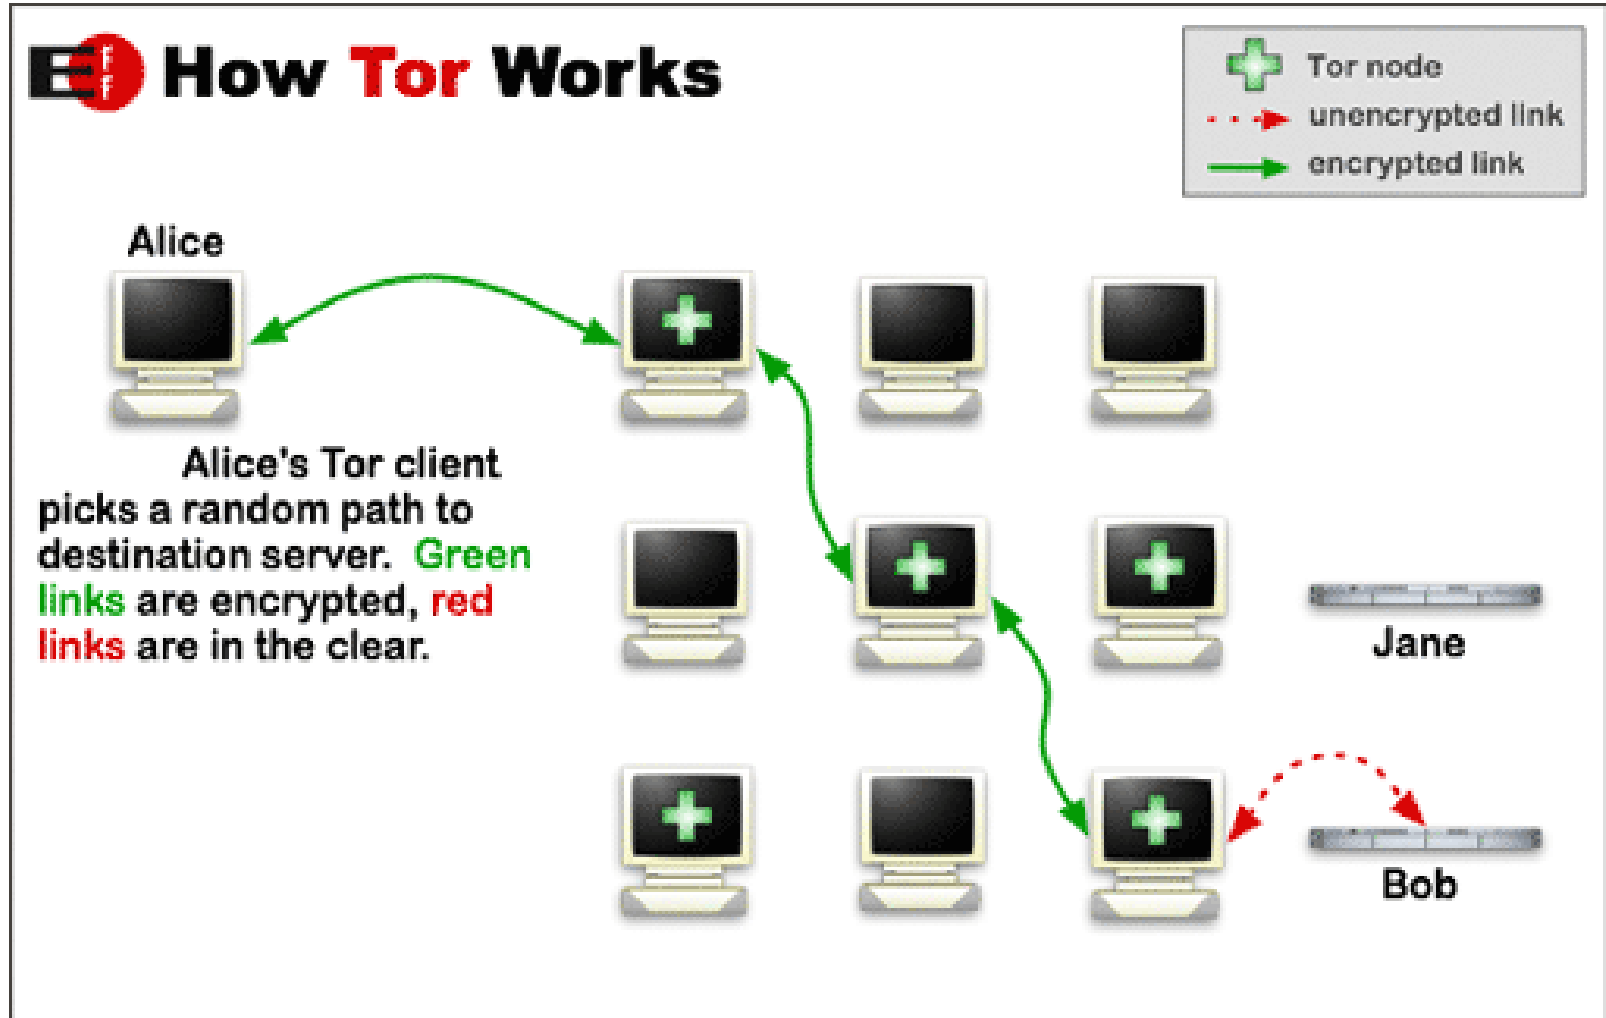 EFF How Tor Works
Tor node
unencrypted link
encrypted link
Alice
Alice's Tor client
picks a random path to
destination server. Green
links are encrypted, red
links are in the clear.
Jane
Bob